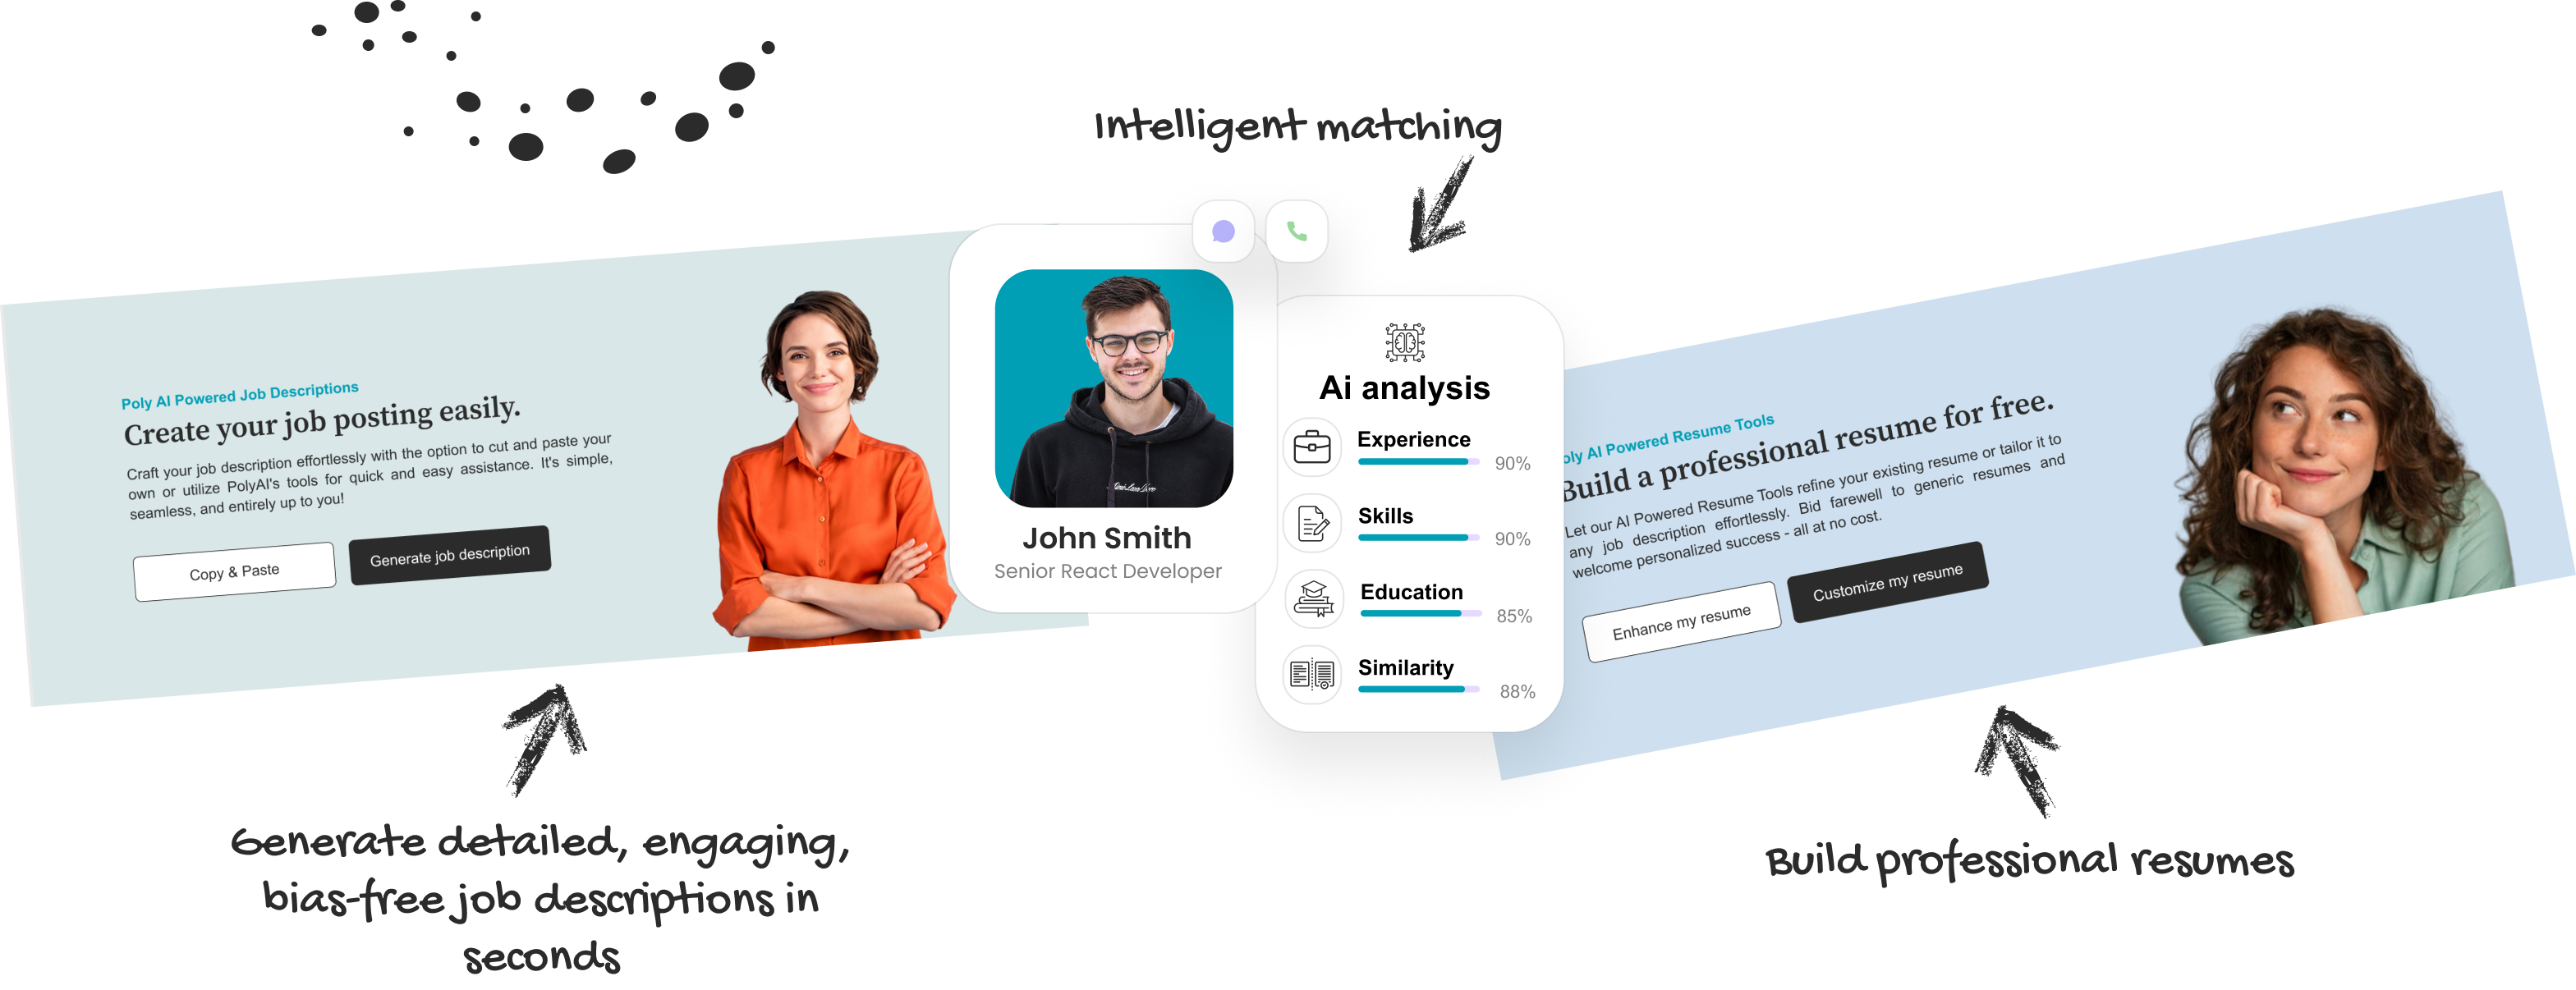 Intelligent matching
Poly AI Powered Job Descriptions
Create your job posting easily.
Craft your job description effortlessly with the option to cut and paste your
own or utilize PolyAI's tools for quick and easy assistance. It's simple,
seamless, and entirely up to you!
Copy & Paste
Generate job description
John Smith
Senior React Developer
Ai analysis
Experience
90%
Skills
90%
Education
85%
Similarity
88%
oly AI Powered Resume Tools
Build a professional resume for free.
Let our AI Powered Resume Tools refine your existing resume or tailor it to
any job description effortlessly. Bid farewell to generic resumes and
welcome personalized success - all at no cost.
Enhance my resume
Customize my resume
Generate detailed, engaging,
bias-free job descriptions in
seconds
Build professional resumes